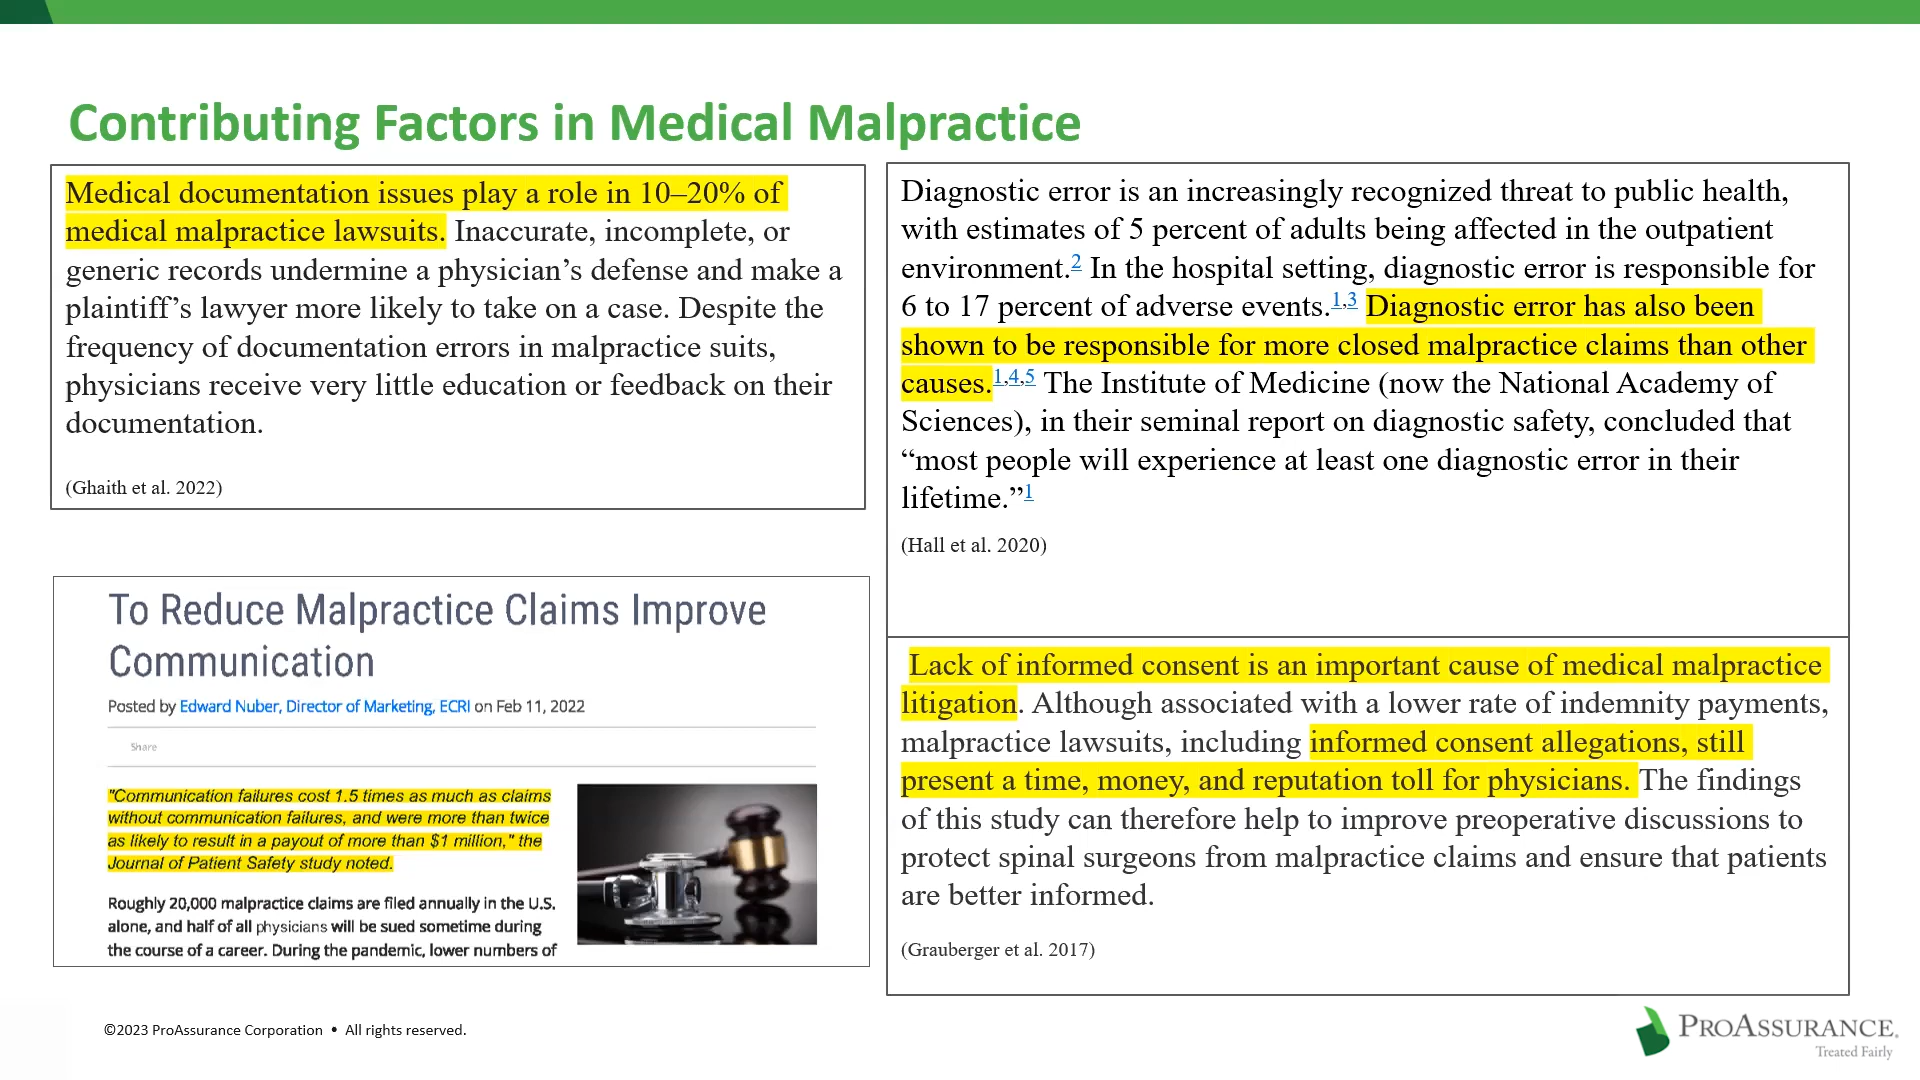 Contributing Factors in Medical Malpractice
Medical documentation issues play a role in 10–20% of
medical malpractice lawsuits. Inaccurate, incomplete, or
generic records undermine a physician’s defense and make a
plaintiff’s lawyer more likely to take on a case. Despite the
frequency of documentation errors in malpractice suits,
physicians receive very little education or feedback on their
documentation.
(Ghaith et al. 2022)
To Reduce Malpractice Claims Improve
Communication
Posted by Edward Nuber, Director of Marketing, ECRI on Feb 11, 2022
Share
"Communication failures cost 1.5 times as much as claims
without communication failures, and were more than twice
as likely to result in a payout of more than $1 million," the
Journal of Patient Safety study noted.
Roughly 20,000 malpractice claims are filed annually in the U.S.
alone, and half of all physicians will be sued sometime during
the course of a career. During the pandemic, lower numbers of
Diagnostic error is an increasingly recognized threat to public health,
with estimates of 5 percent of adults being affected in the outpatient
environment.2 In the hospital setting, diagnostic error is responsible for
6 to 17 percent of adverse events.1,3 Diagnostic error has also been
shown to be responsible for more closed malpractice claims than other
causes.1,4,5 The Institute of Medicine (now the National Academy of
Sciences), in their seminal report on diagnostic safety, concluded that
“most people will experience at least one diagnostic error in their
lifetime.”1
(Hall et al. 2020)
Lack of informed consent is an important cause of medical malpractice
litigation. Although associated with a lower rate of indemnity payments,
malpractice lawsuits, including informed consent allegations, still
present a time, money, and reputation toll for physicians. The findings
of this study can therefore help to improve preoperative discussions to
protect spinal surgeons from malpractice claims and ensure that patients
are better informed.
(Grauberger et al. 2017)
©2023 ProAssurance Corporation • All rights reserved.
PROASSURANCE.
Treated Fairly